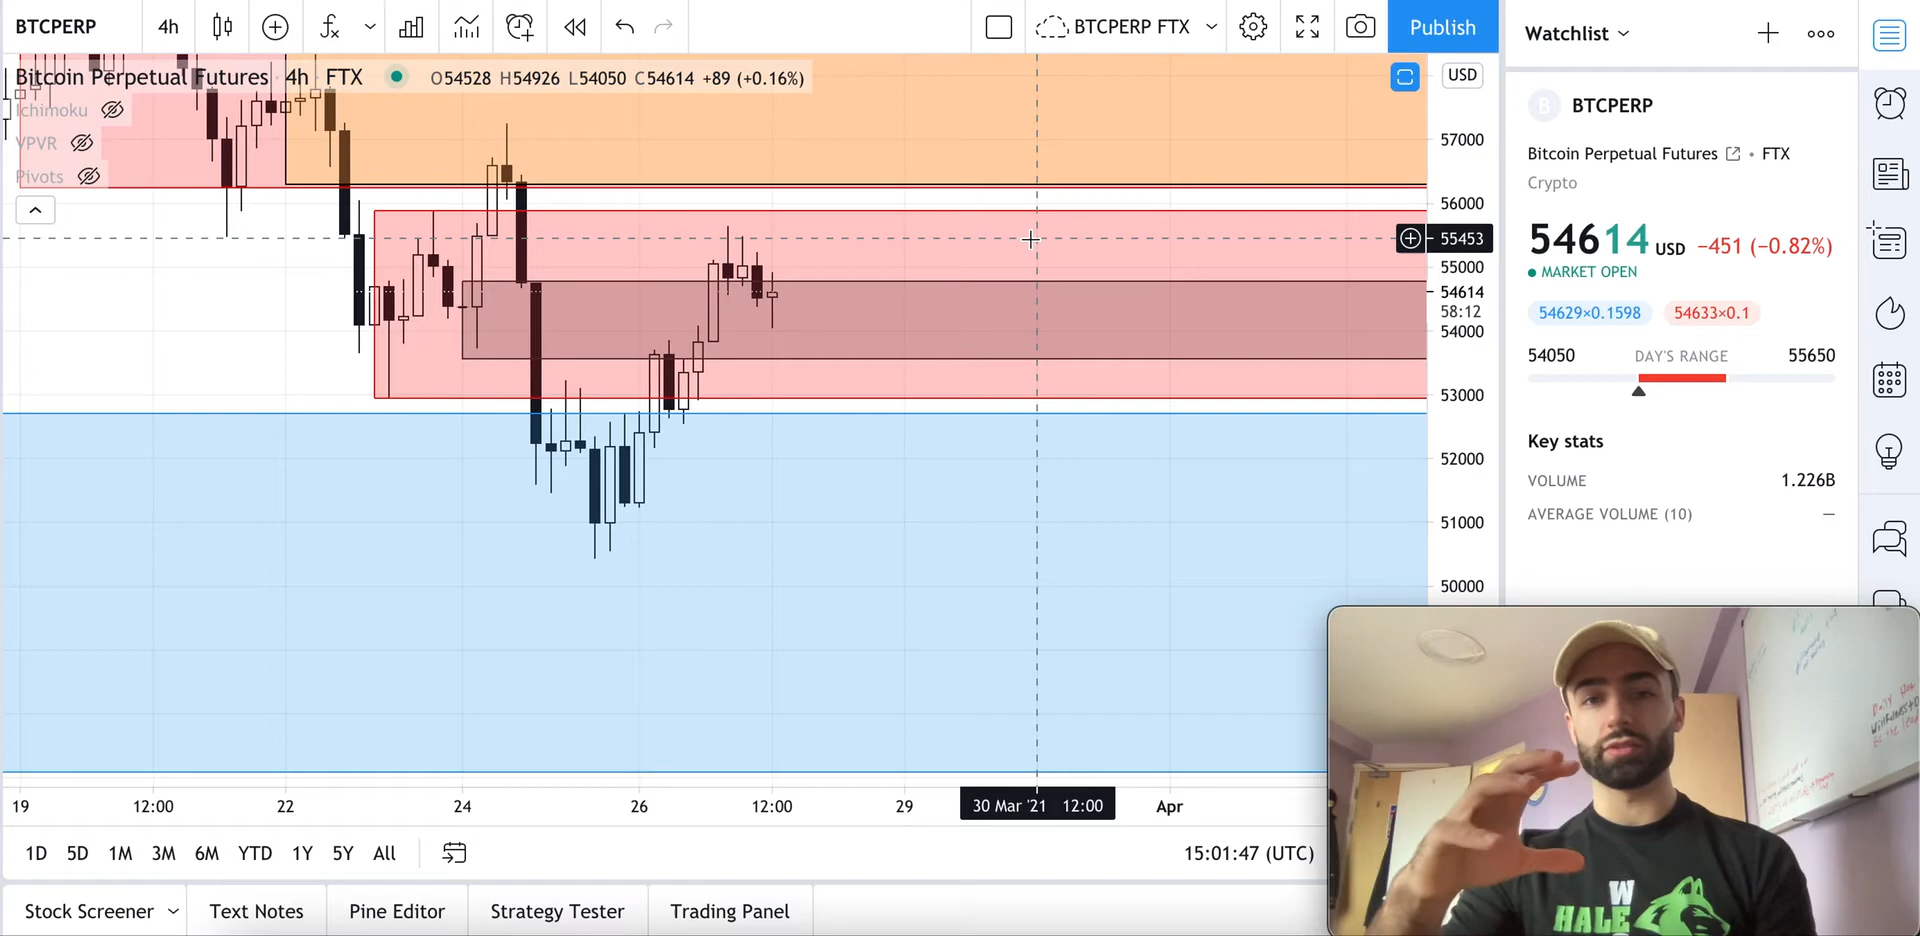 BTCPERP
4h
BTCPERP FTX
Publish
Watchlist
Bitcoin Perpetual Futures 4h FTX
O54528 H54926 L54050 C54614 +89 (+0.16%)
USD
Ichimoku
VPVR
Pivots
57000
56000
55453
55000
54614
58:12
54000
53000
52000
51000
50000
B BTCPERP
Bitcoin Perpetual Futures • FTX
Crypto
54614 USD −451 (−0.82%)
MARKET OPEN
54629×0.1598
54633×0.1
54050 DAY'S RANGE 55650
Key stats
VOLUME 1.226B
AVERAGE VOLUME (10) —
19
12:00
22
24
26
12:00
29
30 Mar '21 12:00
Apr
1D 5D 1M 3M 6M YTD 1Y 5Y All
15:01:47 (UTC)
Stock Screener
Text Notes
Pine Editor
Strategy Tester
Trading Panel
W
HALE